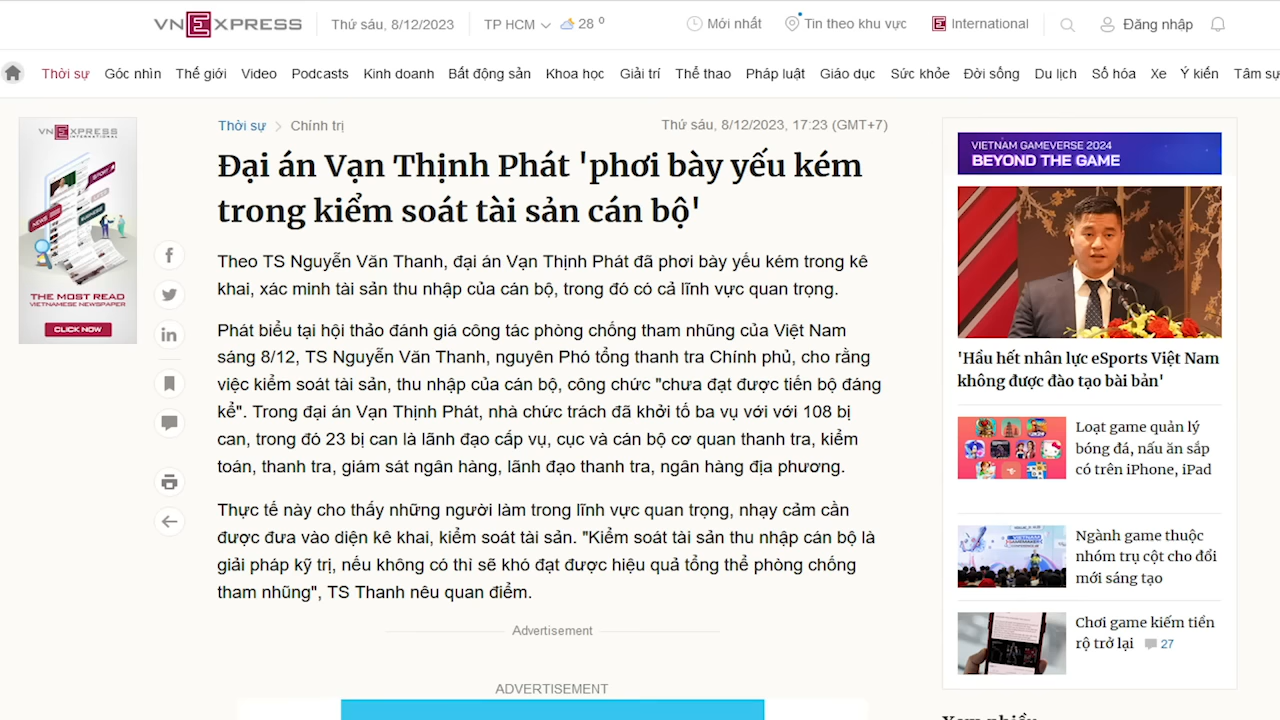 VNEXPRESS
Thứ sáu, 8/12/2023
TP HCM
28 ⁰
Mới nhất
Tin theo khu vực
International
Đăng nhập
Thời sự Góc nhìn Thế giới Video Podcasts Kinh doanh Bất động sản Khoa học Giải trí Thể thao Pháp luật Giáo dục Sức khỏe Đời sống Du lịch Số hóa Xe Ý kiến Tâm sự
VNEXPRESS
INTERNATIONAL
NEWS
BUSINESS
THE MOST READ
VIETNAMESE NEWSPAPER
CLICK NOW
Thời sự > Chính trị
Thứ sáu, 8/12/2023, 17:23 (GMT+7)
Đại án Vạn Thịnh Phát 'phơi bày yếu kém
trong kiểm soát tài sản cán bộ'
Theo TS Nguyễn Văn Thanh, đại án Vạn Thịnh Phát đã phơi bày yếu kém trong kê
khai, xác minh tài sản thu nhập của cán bộ, trong đó có cả lĩnh vực quan trọng.
Phát biểu tại hội thảo đánh giá công tác phòng chống tham nhũng của Việt Nam
sáng 8/12, TS Nguyễn Văn Thanh, nguyên Phó tổng thanh tra Chính phủ, cho rằng
việc kiểm soát tài sản, thu nhập của cán bộ, công chức "chưa đạt được tiến bộ đáng
kể". Trong đại án Vạn Thịnh Phát, nhà chức trách đã khởi tố ba vụ với với 108 bị
can, trong đó 23 bị can là lãnh đạo cấp vụ, cục và cán bộ cơ quan thanh tra, kiểm
toán, thanh tra, giám sát ngân hàng, lãnh đạo thanh tra, ngân hàng địa phương.
Thực tế này cho thấy những người làm trong lĩnh vực quan trọng, nhạy cảm cần
được đưa vào diện kê khai, kiểm soát tài sản. "Kiểm soát tài sản thu nhập cán bộ là
giải pháp kỹ trị, nếu không có thì sẽ khó đạt được hiệu quả tổng thể phòng chống
tham nhũng", TS Thanh nêu quan điểm.
Advertisement
ADVERTISEMENT
VIETNAM GAMEVERSE 2024
BEYOND THE GAME
'Hầu hết nhân lực eSports Việt Nam
không được đào tạo bài bản'
Loạt game quản lý
bóng đá, nấu ăn sắp
có trên iPhone, iPad
Ngành game thuộc
nhóm trụ cột cho đổi
mới sáng tạo
Chơi game kiếm tiền
rộ trở lại 27
Xem nhiều